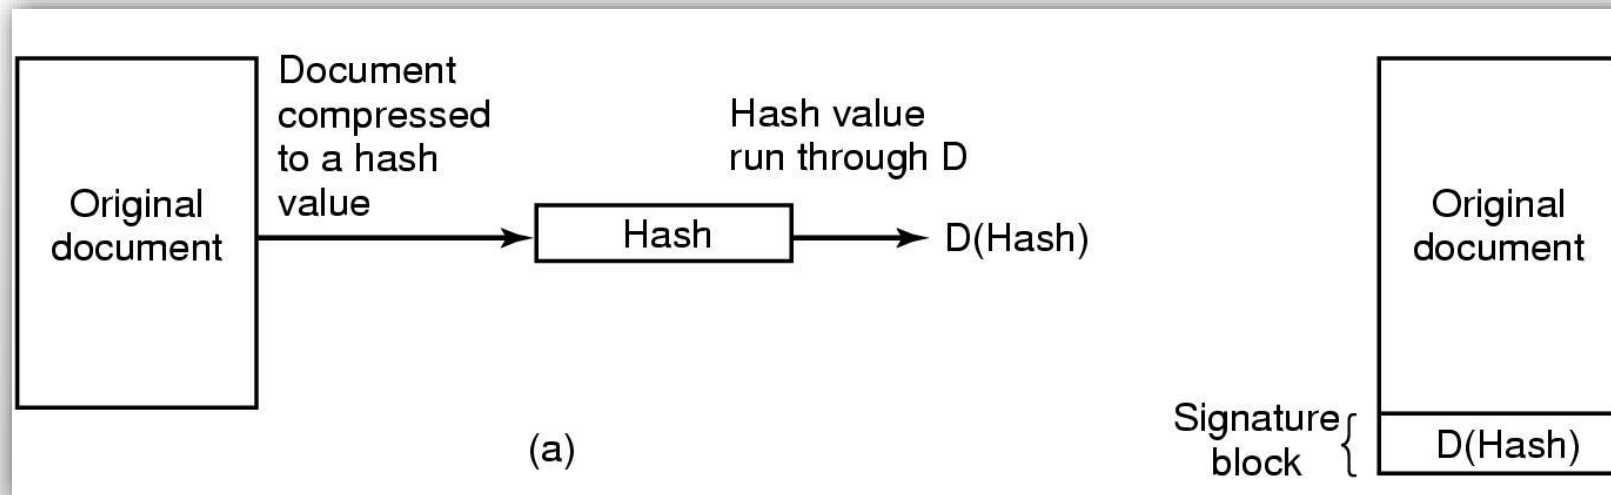 Original
document
Document
compressed
to a hash
value
Hash
Hash value
run through D
D(Hash)
(a)
Original
document
Signature
block
D(Hash)